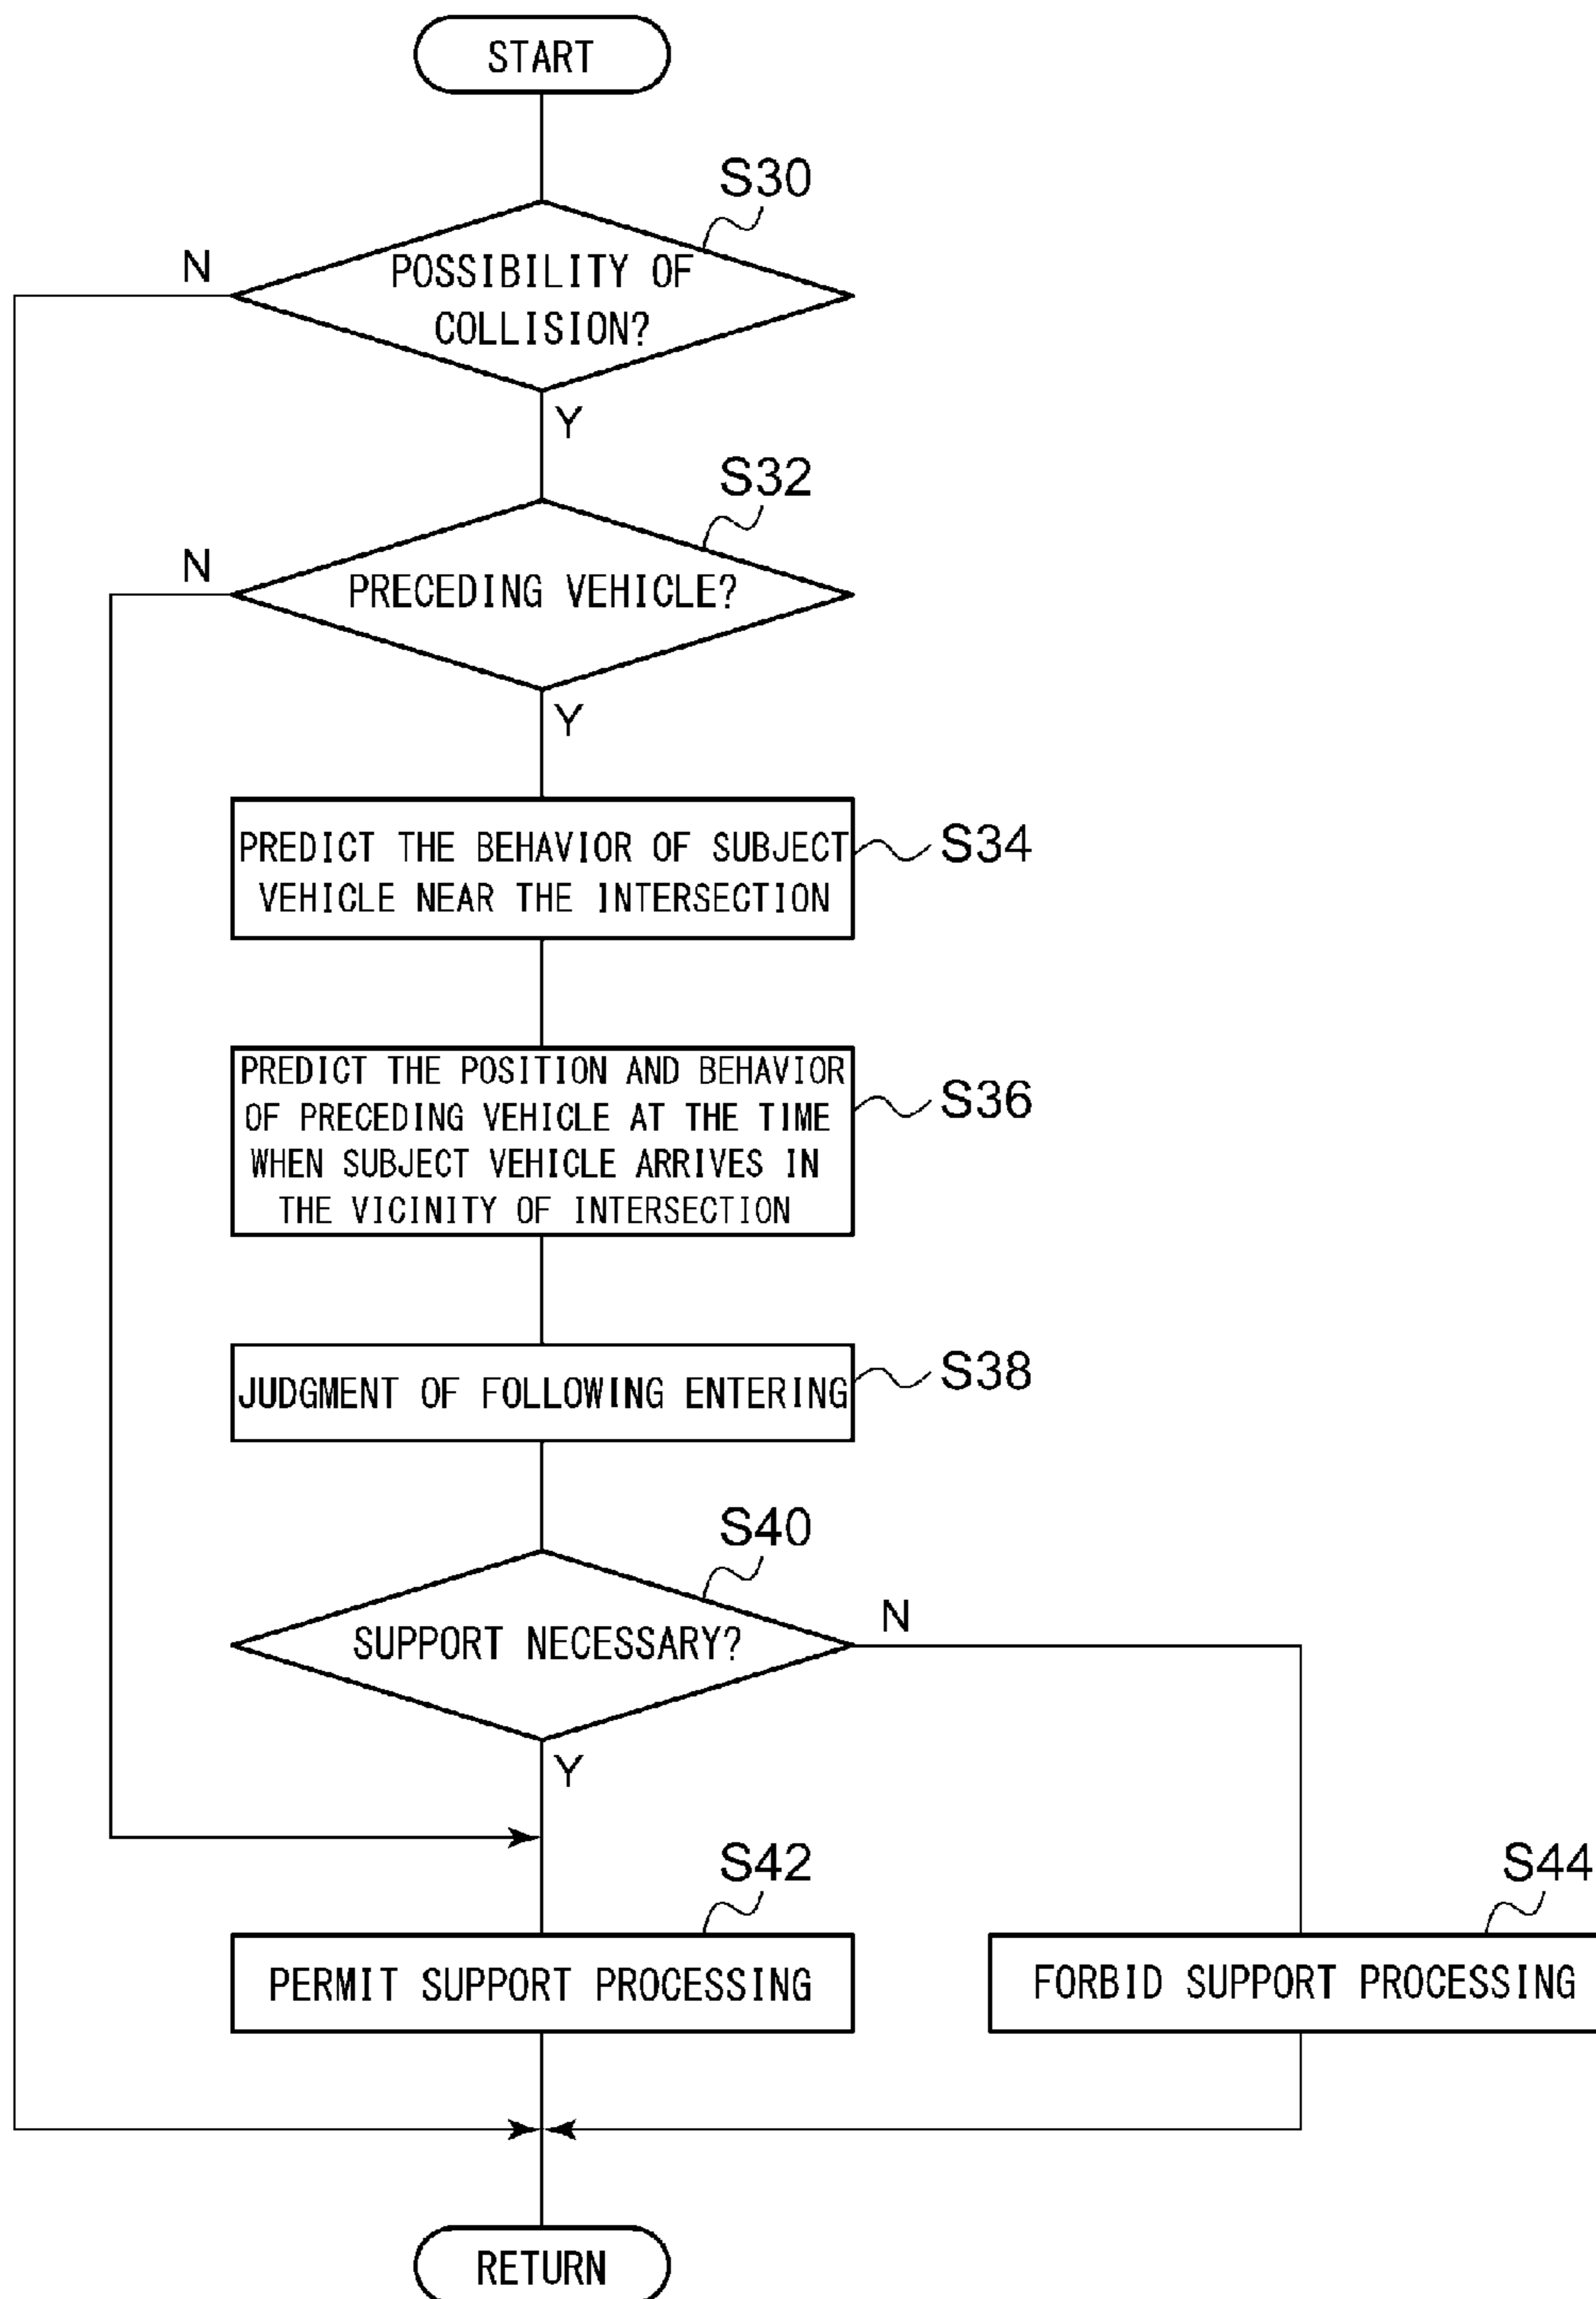 START
S30
N
POSSIBILITY OF
COLLISION?
Y
S32
N
PRECEDING VEHICLE?
Y
PREDICT THE BEHAVIOR OF SUBJECT
VEHICLE NEAR THE INTERSECTION
S34
PREDICT THE POSITION AND BEHAVIOR
OF PRECEDING VEHICLE AT THE TIME
WHEN SUBJECT VEHICLE ARRIVES IN
THE VICINITY OF INTERSECTION
S36
JUDGMENT OF FOLLOWING ENTERING
S38
S40
SUPPORT NECESSARY?
N
Y
S42
PERMIT SUPPORT PROCESSING
S44
FORBID SUPPORT PROCESSING
RETURN